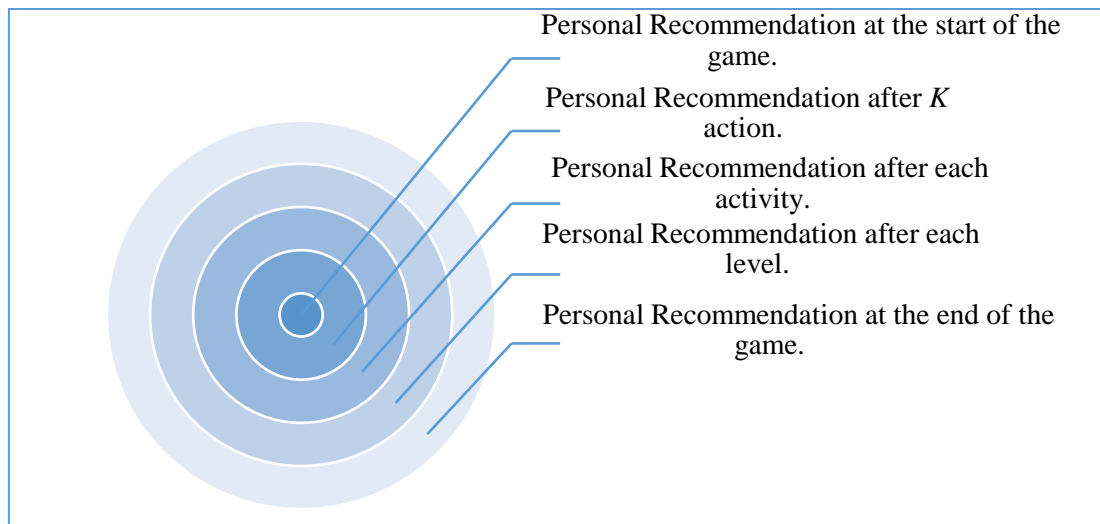 Personal Recommendation at the start of the
game.
Personal Recommendation after K
action.
Personal Recommendation after each
activity.
Personal Recommendation after each
level.
Personal Recommendation at the end of the
game.